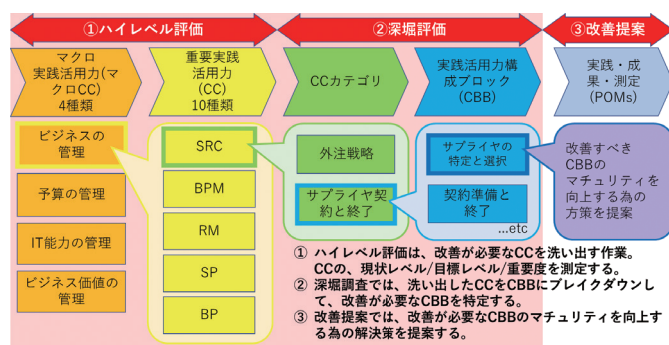 ①ハイレベル評価
②深堀評価
③改善提案
マクロ
実践活用力(マ
クロCC)
4種類
重要実践
活用力
(CC)
10種類
CCカテゴリ
実践活用力構
成ブロック
(CBB)
実践・成
果・測定
(POMs)
ビジネスの
管理
予算の管理
IT能力の管理
ビジネス価値の
管理
SRC
BPM
RM
SP
BP
外注戦略
サプライヤ契
約と終了
サプライヤの
特定と選択
契約準備と
終了
...etc
改善すべき
CBBの
マチュリティを
向上する為の
方策を提案
① ハイレベル評価は、改善が必要なCCを洗い出す作業。
CCの、現状レベル/目標レベル/重要度を測定する。
② 深堀調査では、洗い出したCCをCBBにブレイクダウンし
て、改善が必要なCBBを特定する。
③ 改善提案では、改善が必要なCBBのマチュリティを向上す
る為の解決策を提案する。